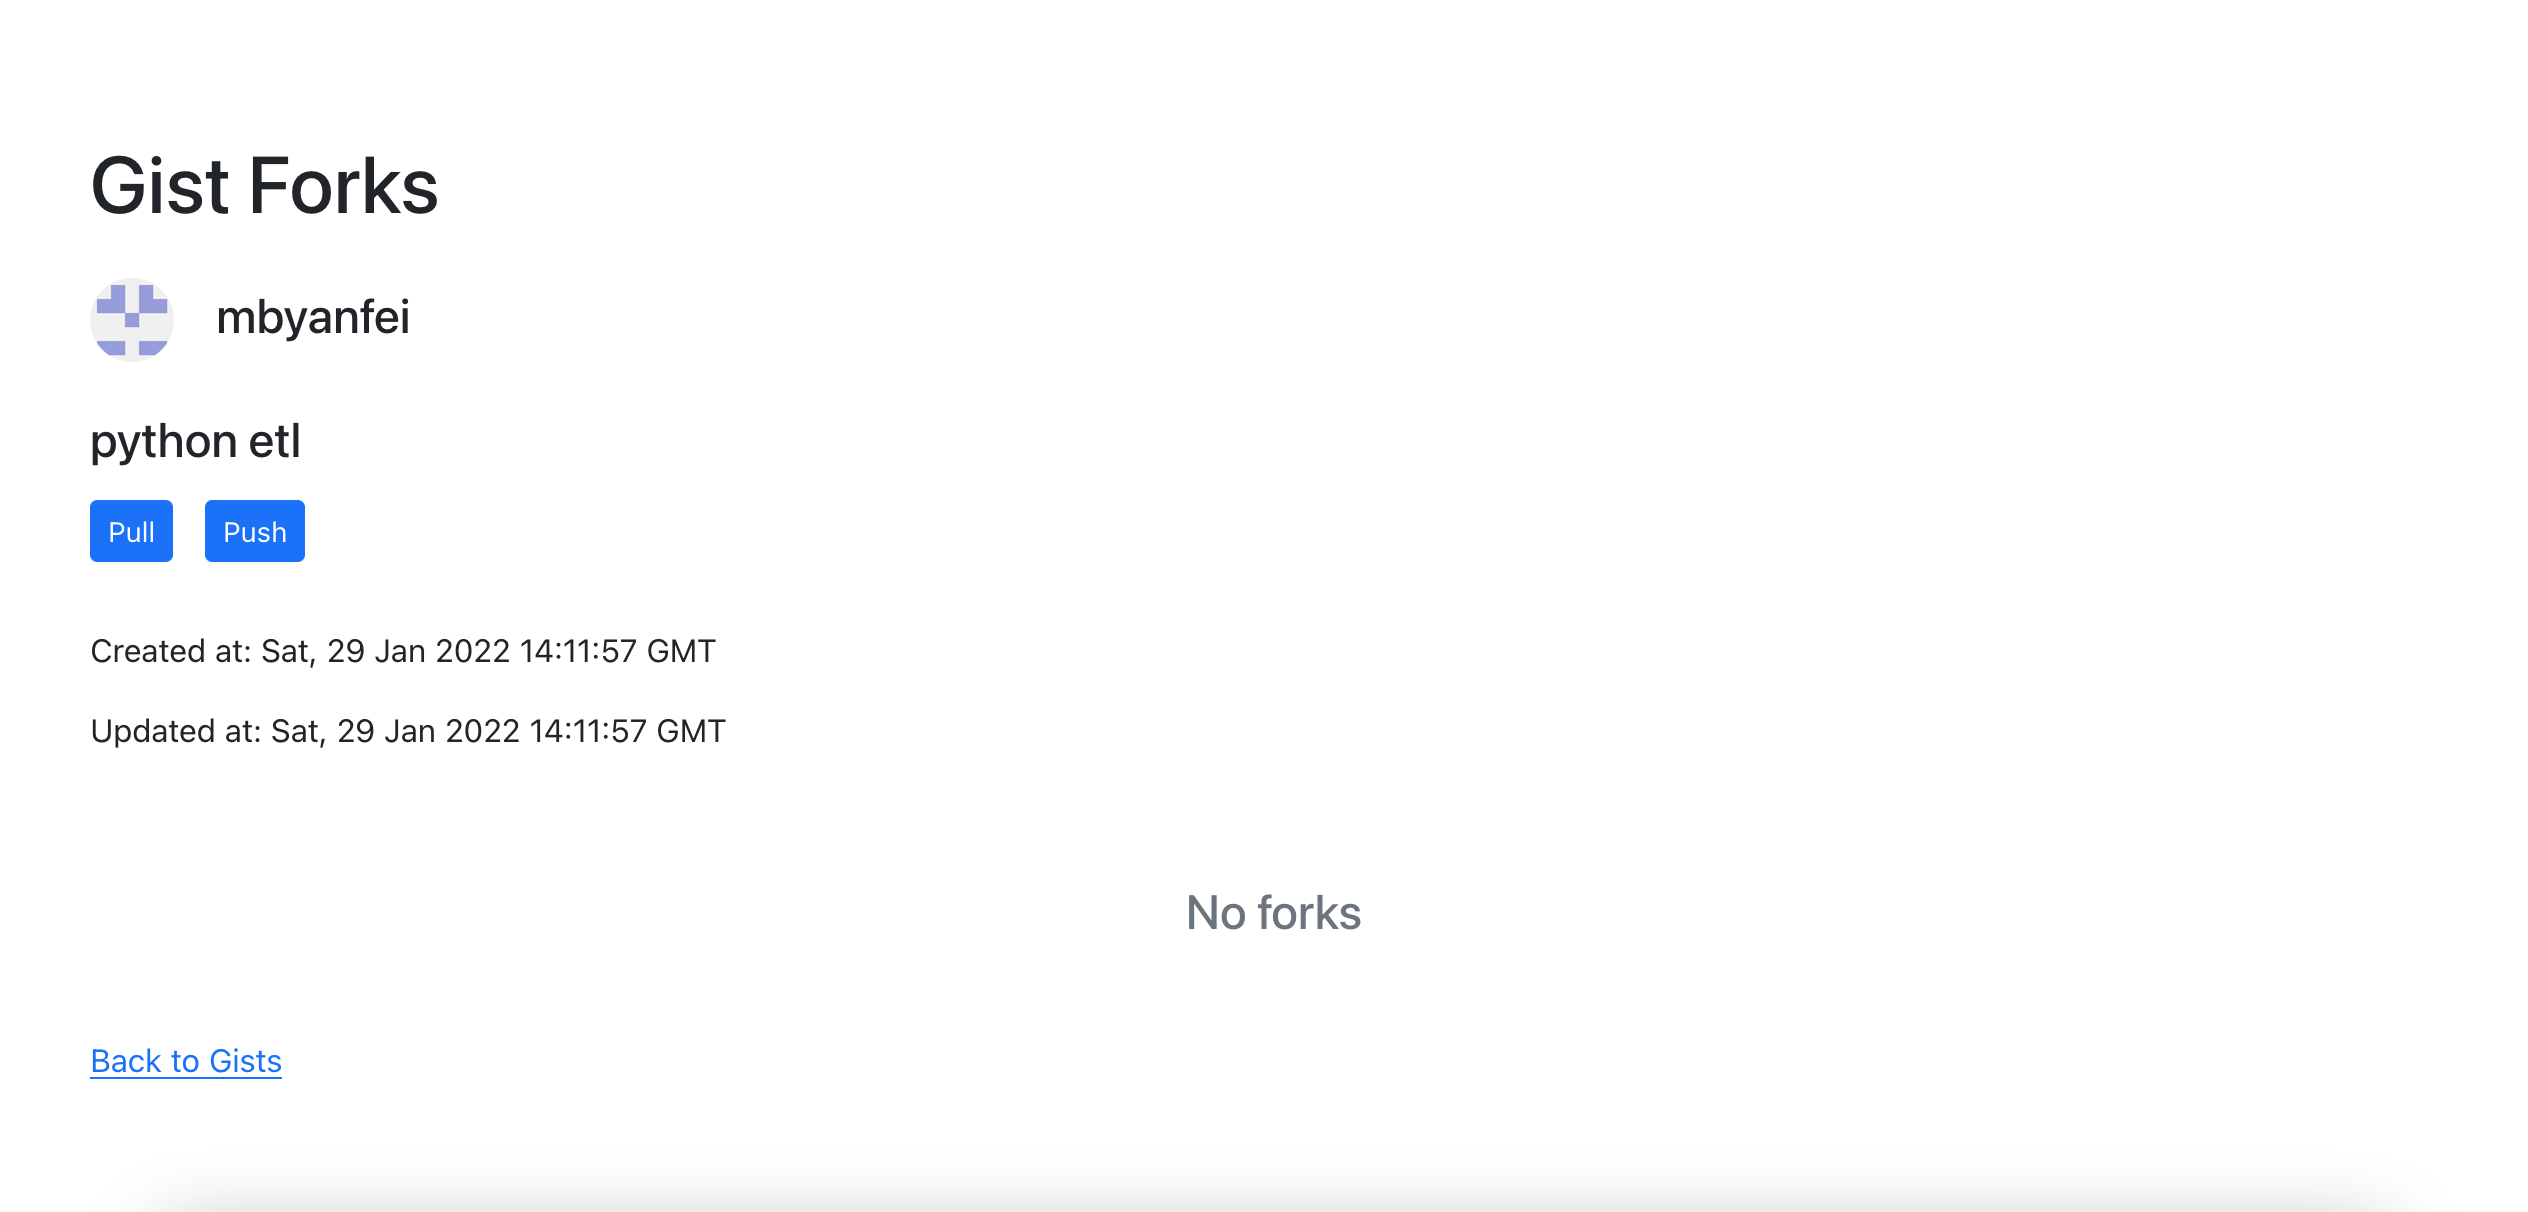 Gist Forks
mbyanfei
python etl
Pull Push
Created at: Sat, 29 Jan 2022 14:11:57 GMT
Updated at: Sat, 29 Jan 2022 14:11:57 GMT
No forks
Back to Gists